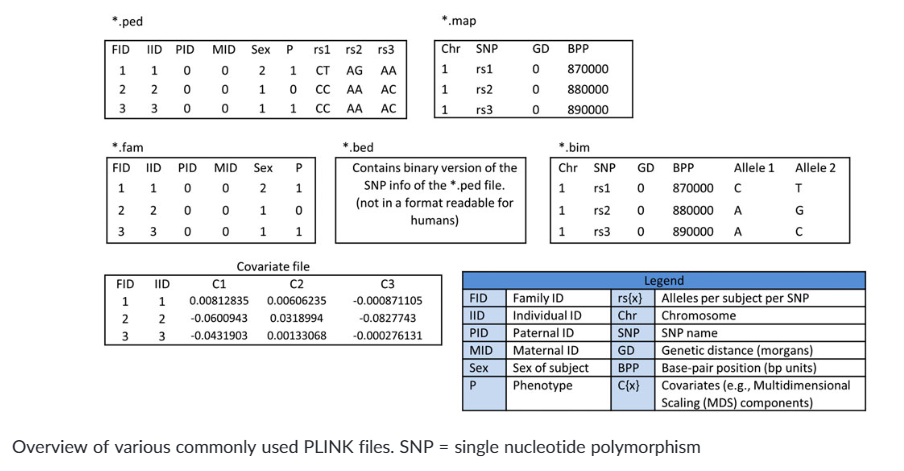 *.ped
FID IID PID MID Sex P rs1 rs2 rs3
1 1 0 0 2 1 CT AG AA
2 2 0 0 1 0 CC AA AC
3 3 0 0 1 1 CC AA AC
*.map
Chr SNP GD BPP
1 rs1 0 870000
1 rs2 0 880000
1 rs3 0 890000
*.fam
FID IID PID MID Sex P
1 1 0 0 2 1
2 2 0 0 1 0
3 3 0 0 1 1
*.bed
Contains binary version of the
SNP info of the *.ped file.
(not in a format readable for
humans)
*.bim
Chr SNP GD BPP Allele 1 Allele 2
1 rs1 0 870000 C T
1 rs2 0 880000 A G
1 rs3 0 890000 A C
Covariate file
FID IID C1 C2 C3
1 1 0.00812835 0.00606235 -0.000871105
2 2 -0.0600943 0.0318994 -0.0827743
3 3 -0.0431903 0.00133068 -0.000276131
Legend
FID Family ID rs{x} Alleles per subject per SNP
IID Individual ID Chr Chromosome
PID Paternal ID SNP SNP name
MID Maternal ID GD Genetic distance (morgans)
Sex Sex of subject BPP Base-pair position (bp units)
P Phenotype C{x} Covariates (e.g., Multidimensional
Scaling (MDS) components)
Overview of various commonly used PLINK files. SNP = single nucleotide polymorphism